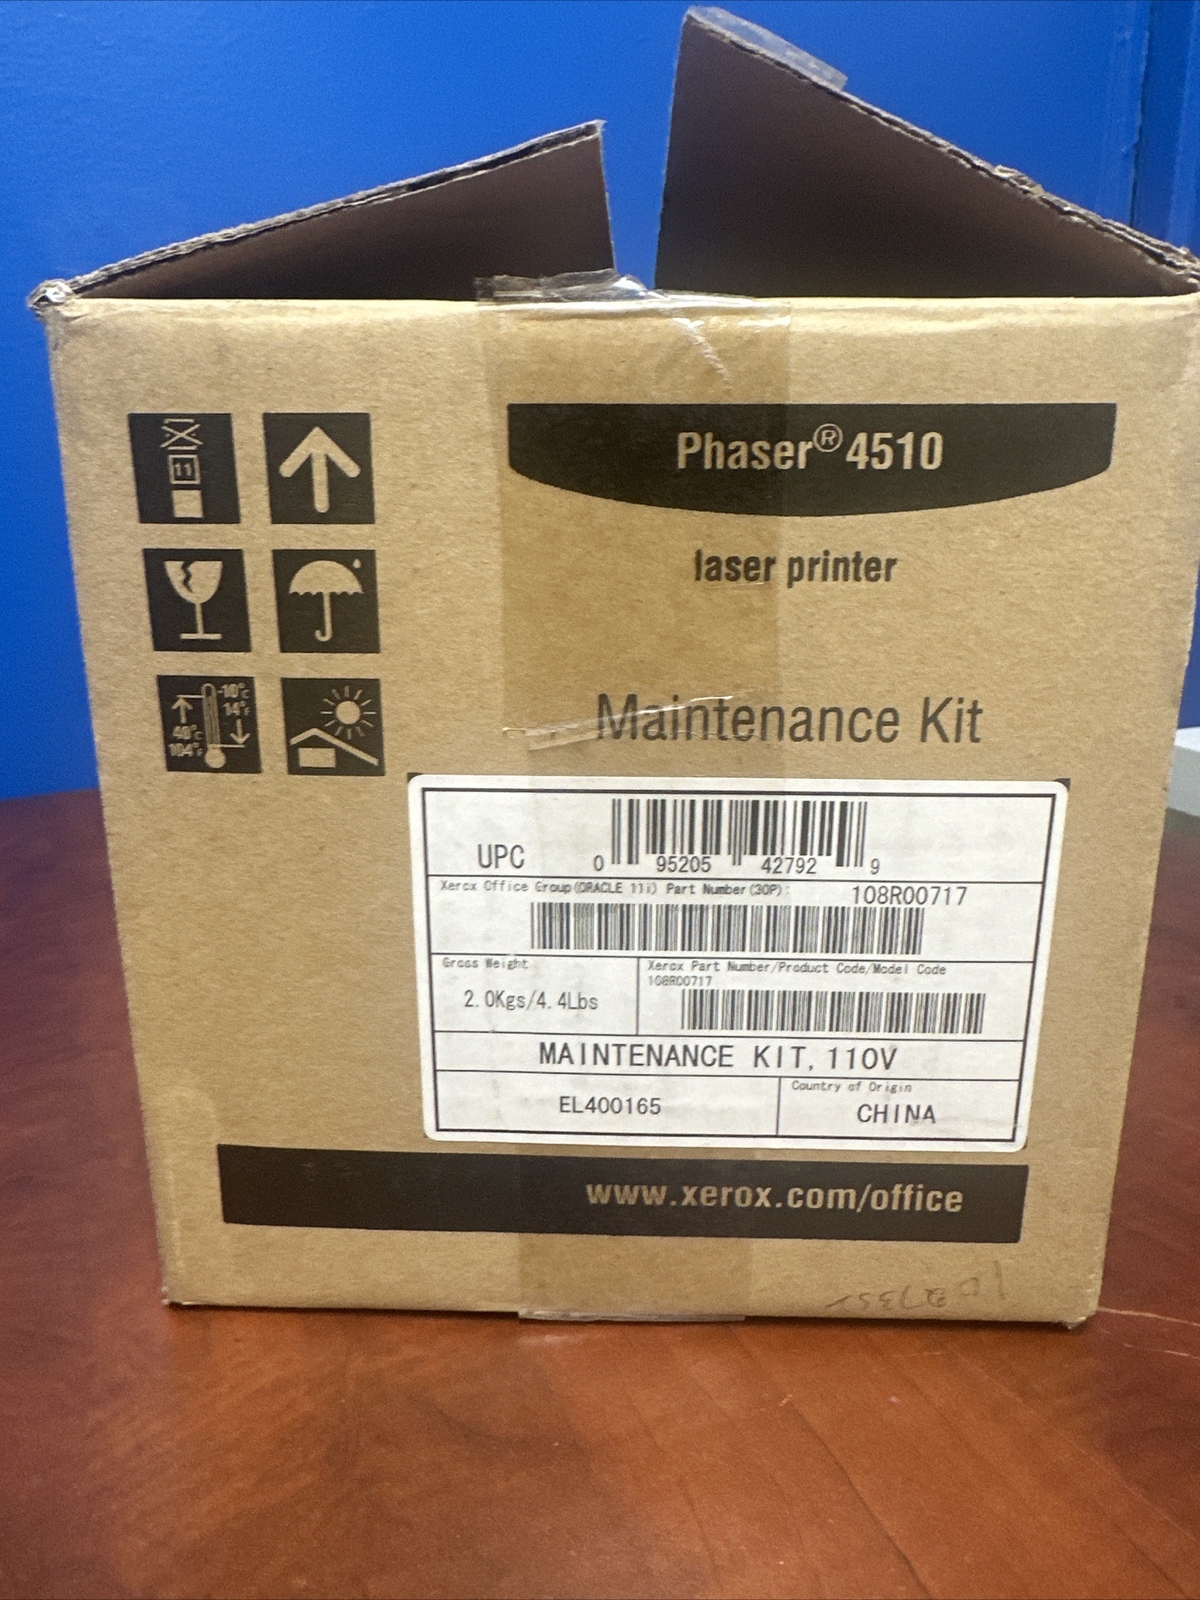 11
Phaser® 4510
laser printer
-10°C
14°F
40°C
104°F
Maintenance Kit
UPC 0 95205 42792 9
Xerox Office Group(ORACLE 11i) Part Number(30P): 108R00717
Gross Weight
2.0Kgs/4.4Lbs
Xerox Part Number/Product Code/Model Code
108R00717
MAINTENANCE KIT, 110V
EL400165
Country of Origin
CHINA
www.xerox.com/office